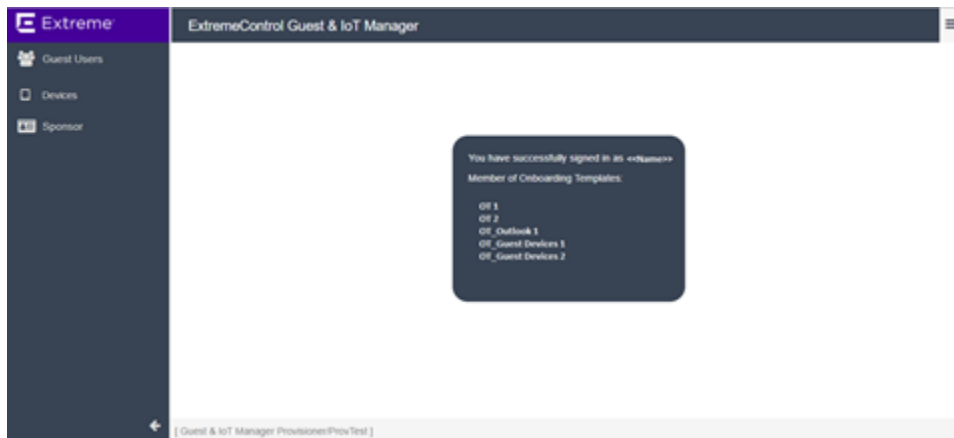 Extreme
ExtremeControl Guest & IoT Manager
Guest Users
Devices
Sponsor
You have successfully signed in as <<Name>>
Member of Onboarding Templates:
OT 1
OT 2
OT_Outlook 1
OT_Guest Devices 1
OT_Guest Devices 2
[ Guest & IoT Manager Provisioner/ProvTest ]